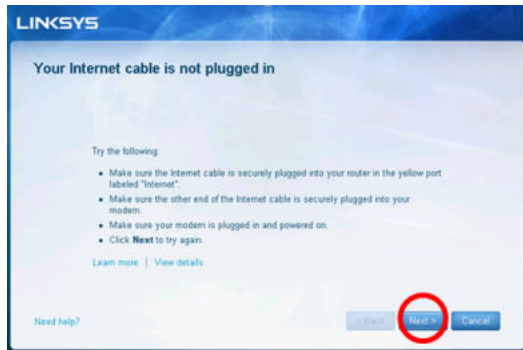 LINKSYS
Your Internet cable is not plugged in
Try the following:
• Make sure the Internet cable is securely plugged into your router in the yellow port
labeled "Internet".
• Make sure the other end of the Internet cable is securely plugged into your
modem.
• Make sure your modem is plugged in and powered on.
• Click Next to try again.
Learn more | View details
Need help? < Back Next > Cancel